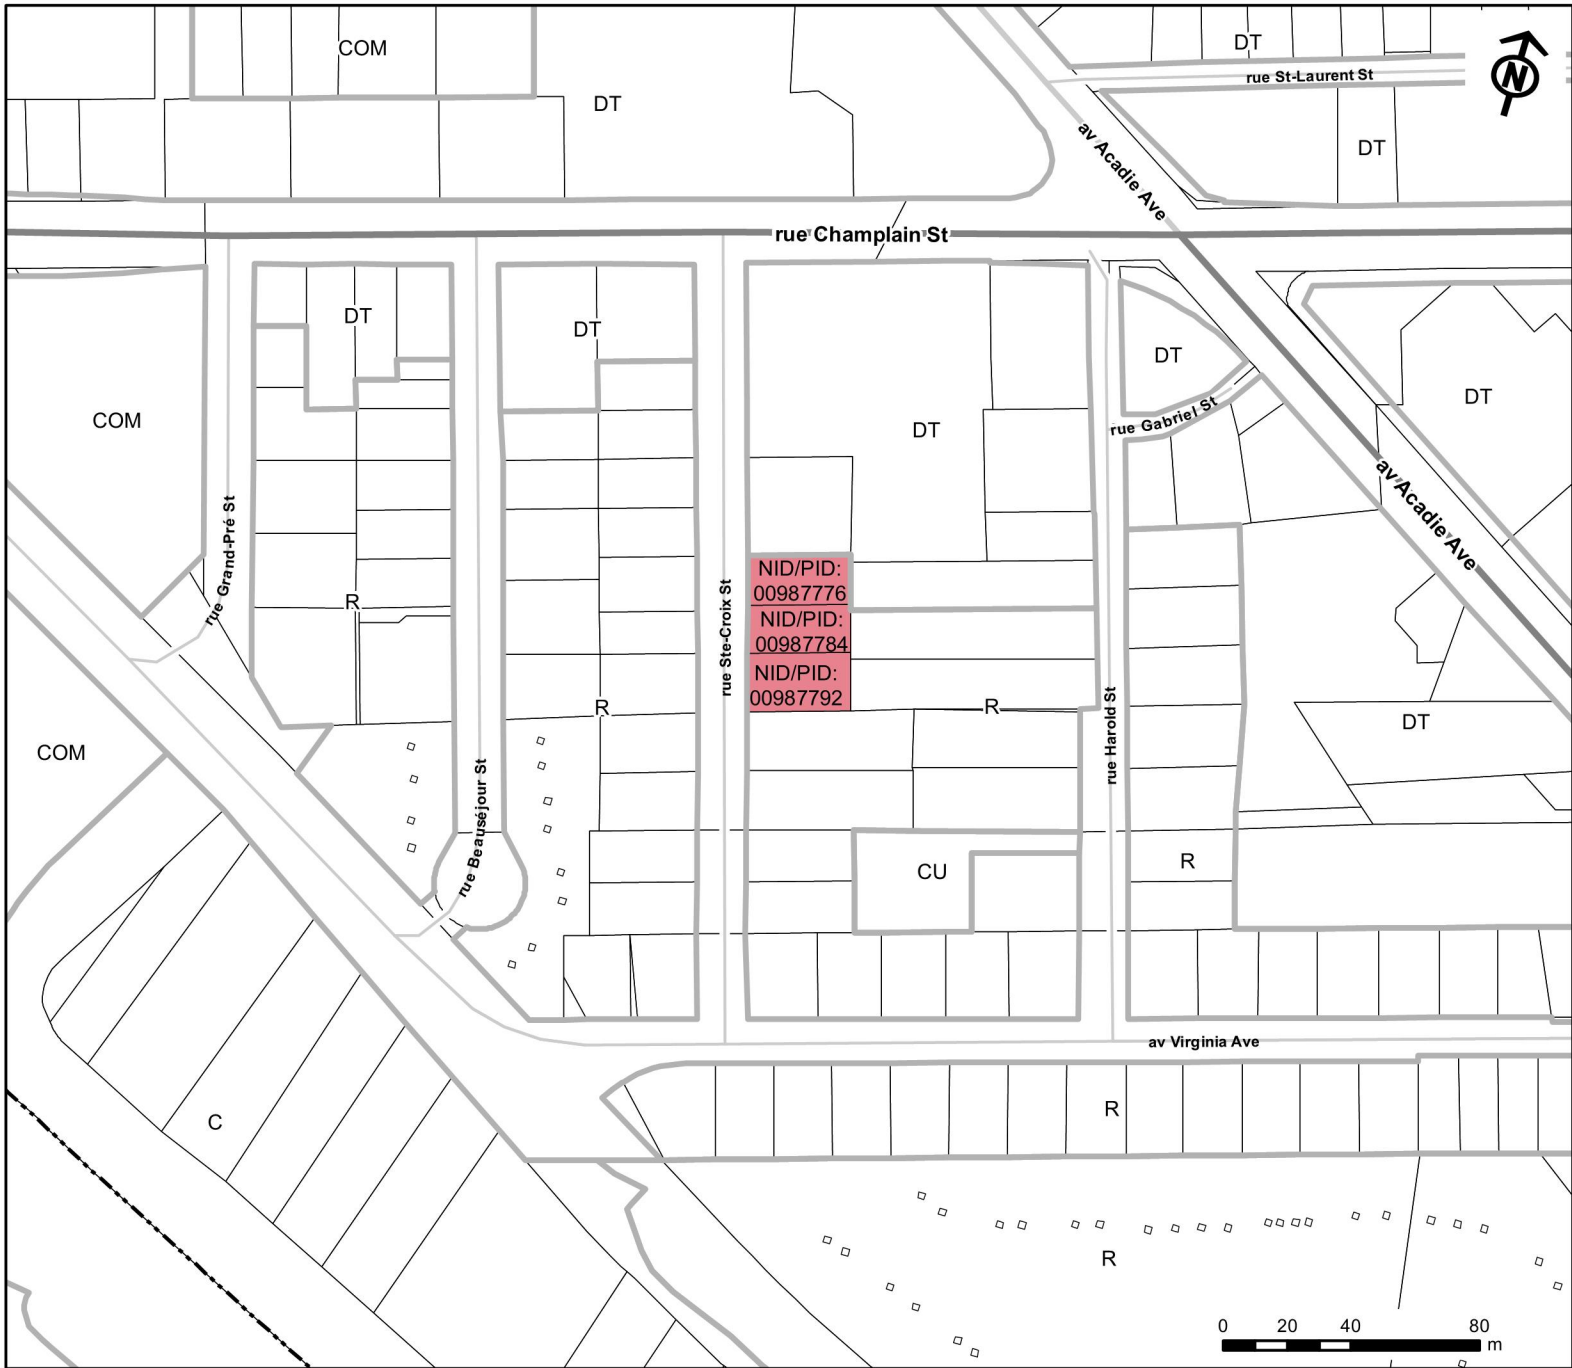 COM
DT
DT
rue St-Laurent St
N
DT
av Acadie Ave
rue Champlain St
DT
DT
DT
DT
COM
DT
rue Gabriel St
av Acadie Ave
rue Grand-Pré St
R
NID/PID:
00987776
NID/PID:
00987784
NID/PID:
00987792
rue Ste-Croix St
R
R
rue Harold St
DT
COM
rue Beauséjour St
CU
R
av Virginia Ave
C
R
R
0 20 40 80
m